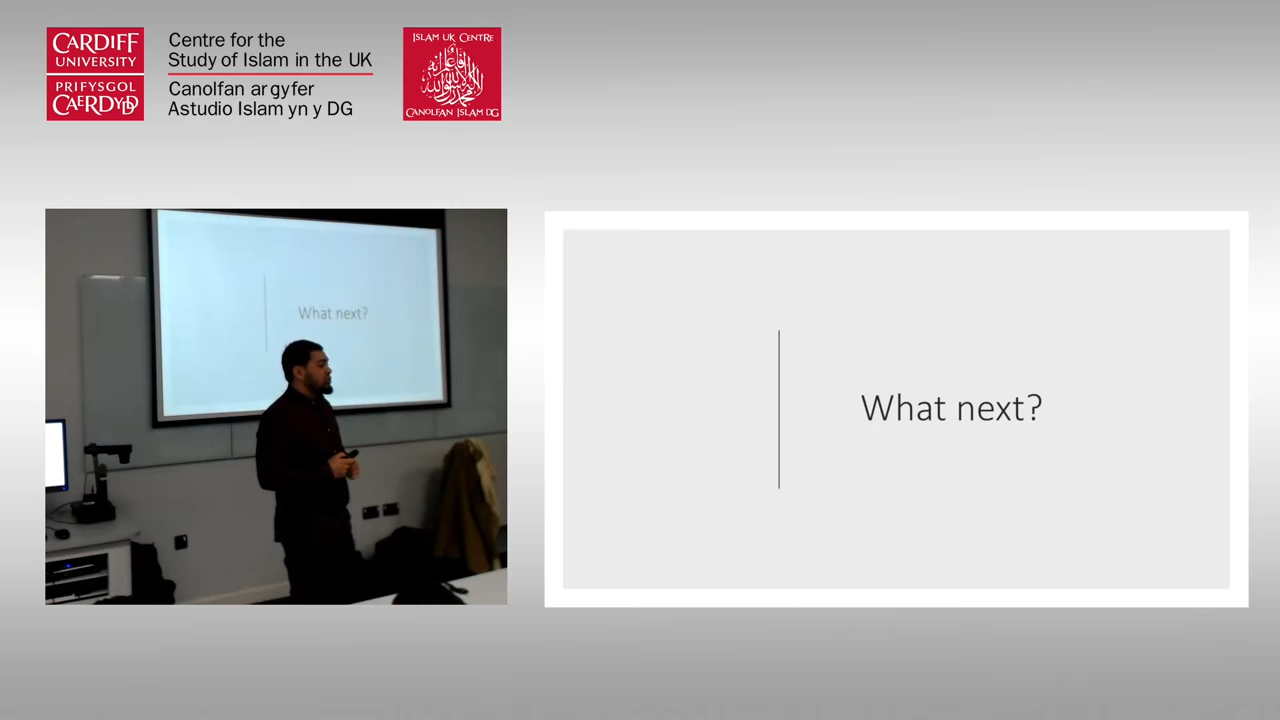 CARDIFF
UNIVERSITY
PRIFYSGOL
CAERDYDD
Centre for the
Study of Islam in the UK
Canolfan ar gyfer
Astudio Islam yn y DG
ISLAM UK CENTRE
CANOLFAN ISLAM DG
What next?
What next?